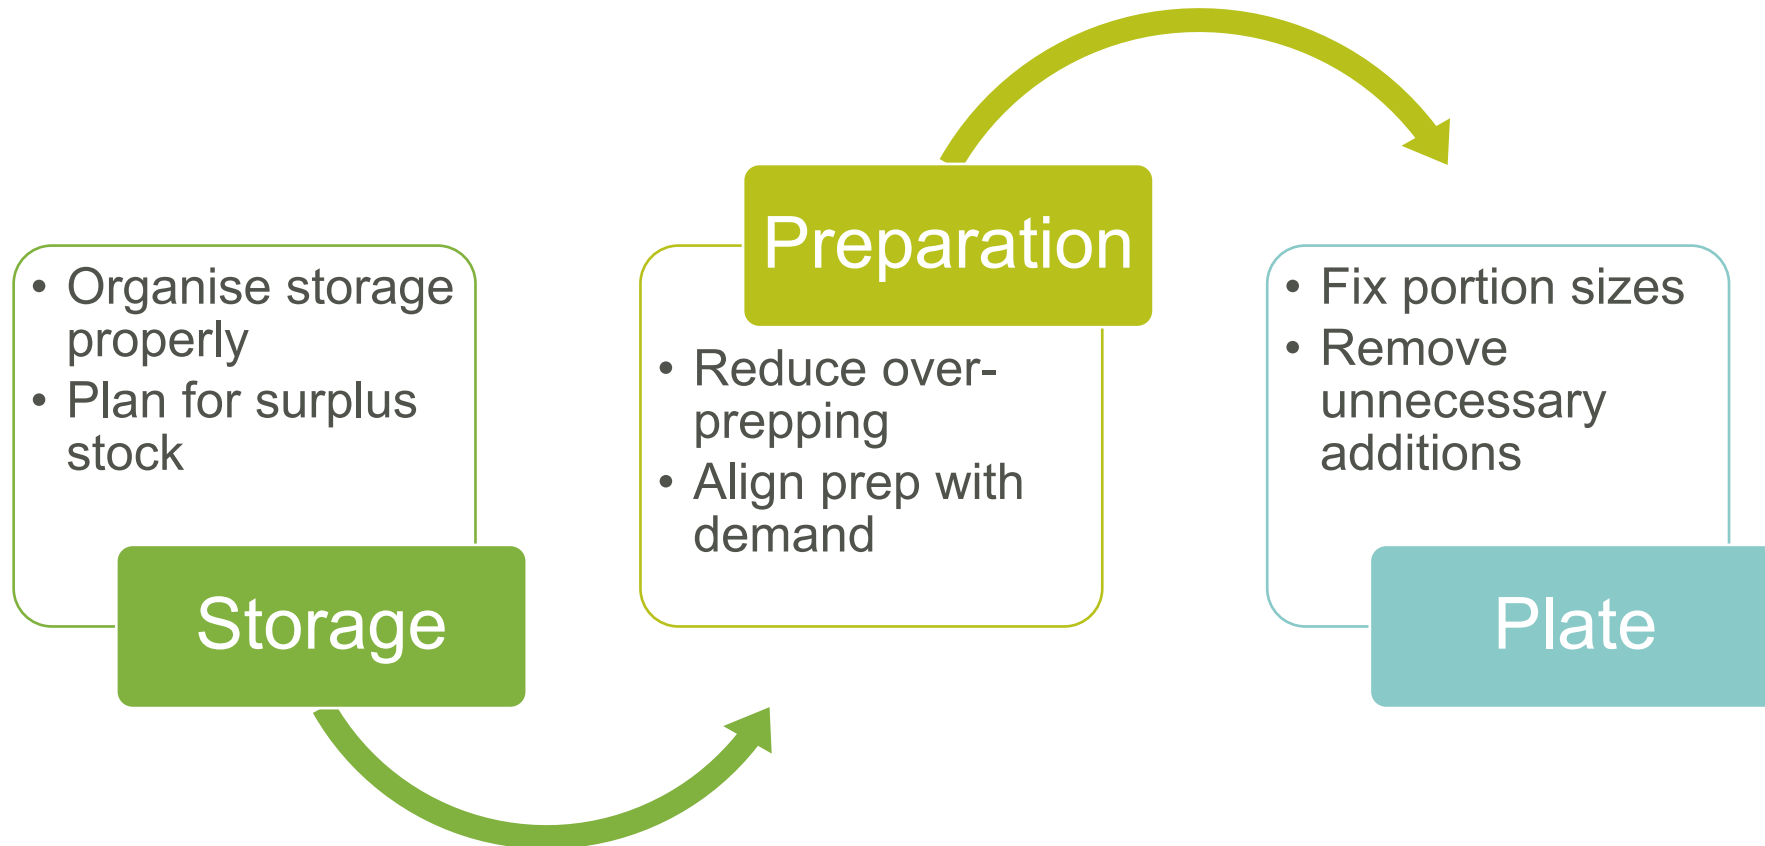 • Organise storage
properly
• Plan for surplus
stock
Storage
Preparation
• Reduce over-
prepping
• Align prep with
demand
• Fix portion sizes
• Remove
unnecessary
additions
Plate